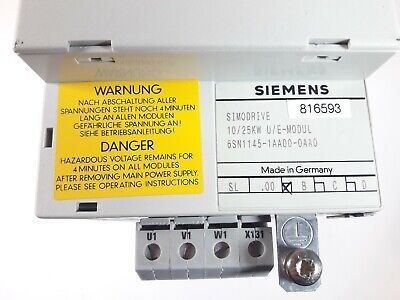 WARNUNG
NACH ABSCHALTUNG ALLER
SPANNUNGEN STEHT NOCH 4 MINUTEN
LANG AN ALLEN MODULEN
GEFÄHRLICHE SPANNUNG AN!
SIEHE BETRIEBSANLEITUNG!
DANGER
HAZARDOUS VOLTAGE REMAINS FOR
4 MINUTES ON ALL MODULES
AFTER REMOVING MAIN POWER SUPPLY.
PLEASE SEE OPERATING INSTRUCTIONS
SIEMENS
SIMODRIVE
816593
10/25KW U/E-MODUL
6SN1145-1AA00-0AA0
Made in Germany
SL .00 B C D
U1 V1 W1 X131